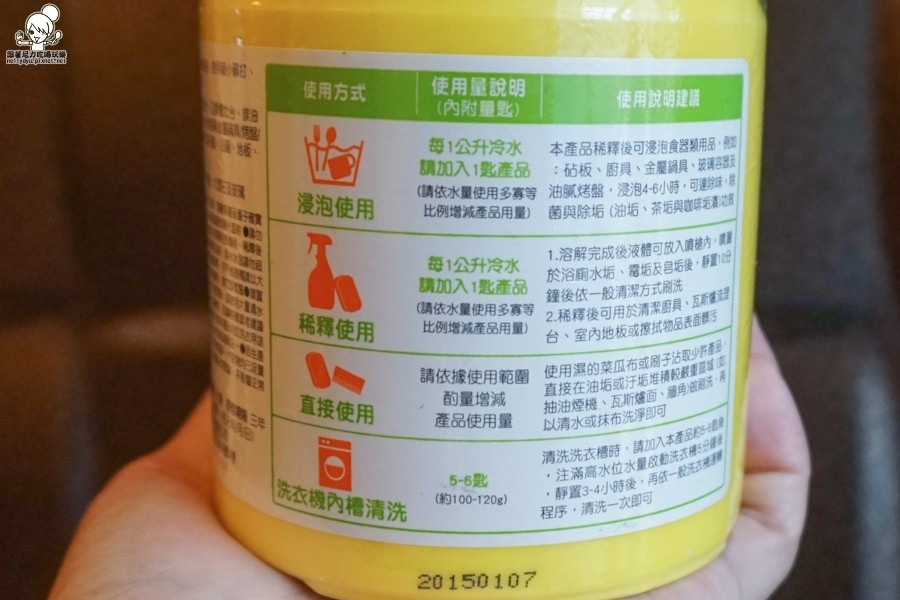 跟著尼力吃喝玩樂
nellydyu.pixnet.net
使用方式
使用量說明
(內附量匙)
使用說明建議
浸泡使用
每1公升冷水
請加入1匙產品
(請依水量使用多寡等
比例增減產品用量)
本產品稀釋後可浸泡食器類用品，例如
：砧板、廚具、金屬鍋具、玻璃容器及
油膩烤盤，浸泡4-6小時，可達除味，除
菌與除垢 (油垢、茶垢與咖啡垢漬)功效
稀釋使用
每1公升冷水
請加入1匙產品
(請依水量使用多寡等
比例增減產品用量)
1.溶解完成後液體可放入噴槍內，噴灑
於浴廁水垢、霉垢及皂垢後，靜置10分
鐘後依一般清潔方式刷洗
2.稀釋後可用於清潔廚具、瓦斯爐流理
台、室內地板或擦拭物品表面髒污
直接使用
請依據使用範圍
酌量增減
產品使用量
使用濕的菜瓜布或刷子沾取少許產品，
直接在油垢或汙垢堆積較嚴重區域 (如
抽油煙機、瓦斯爐面、牆角)做刷洗，再
以清水或抹布洗淨即可
洗衣機內槽清洗
5-6匙
(約100-120g)
清洗洗衣槽時，請加入本產品約5-6匙後
，注滿高水位水量啟動洗衣機5分鐘後
，靜置3-4小時後，再依一般洗衣機運轉
程序，清洗一次即可
20150107